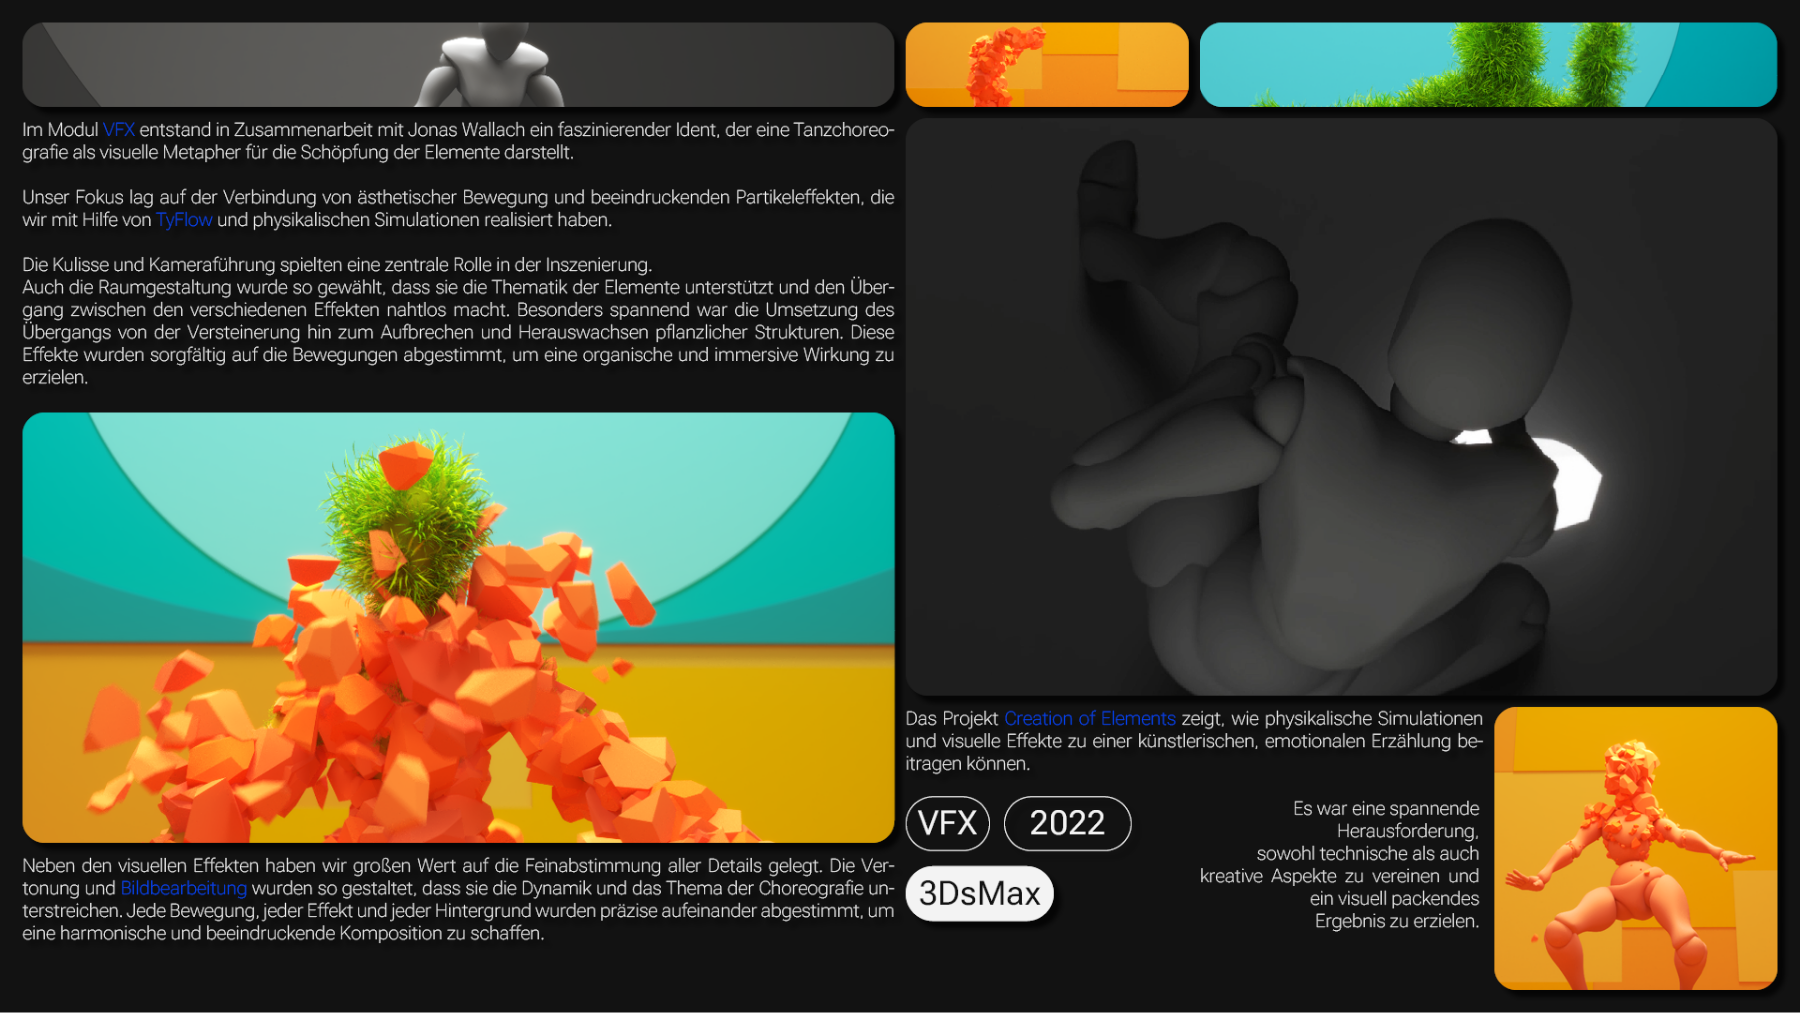 Im Modul VFX entstand in Zusammenarbeit mit Jonas Wallach ein faszinierender Ident, der eine Tanzchoreo-
grafie als visuelle Metapher für die Schöpfung der Elemente darstellt.
Unser Fokus lag auf der Verbindung von ästhetischer Bewegung und beeindruckenden Partikeleffekten, die
wir mit Hilfe von TyFlow und physikalischen Simulationen realisiert haben.
Die Kulisse und Kameraführung spielten eine zentrale Rolle in der Inszenierung.
Auch die Raumgestaltung wurde so gewählt, dass sie die Thematik der Elemente unterstützt und den Über-
gang zwischen den verschiedenen Effekten nahtlos macht. Besonders spannend war die Umsetzung des
Übergangs von der Versteinerung hin zum Aufbrechen und Herauswachsen pflanzlicher Strukturen. Diese
Effekte wurden sorgfältig auf die Bewegungen abgestimmt, um eine organische und immersive Wirkung zu
erzielen.
Neben den visuellen Effekten haben wir großen Wert auf die Feinabstimmung aller Details gelegt. Die Ver-
tonung und Bildbearbeitung wurden so gestaltet, dass sie die Dynamik und das Thema der Choreografie un-
terstreichen. Jede Bewegung, jeder Effekt und jeder Hintergrund wurden präzise aufeinander abgestimmt, um
eine harmonische und beeindruckende Komposition zu schaffen.
Das Projekt Creation of Elements zeigt, wie physikalische Simulationen
und visuelle Effekte zu einer künstlerischen, emotionalen Erzählung be-
itragen können.
VFX
2022
3DsMax
Es war eine spannende
Herausforderung,
sowohl technische als auch
kreative Aspekte zu vereinen und
ein visuell packendes
Ergebnis zu erzielen.